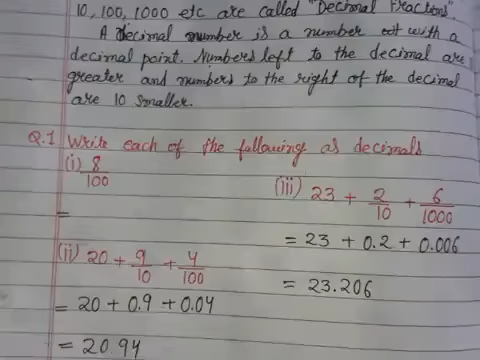 10, 100, 1000 etc are called "Decimal Fractions".
A decimal number is a number with a
decimal point. Numbers left to the decimal are
greater and numbers to the right of the decimal
are 10 smaller.
Q.1 Write each of the following as decimals
(i) 8/100
=
(ii) 20 + 9/10 + 4/100
= 20 + 0.9 + 0.04
= 20.94
(iii) 23 + 2/10 + 6/1000
= 23 + 0.2 + 0.006
= 23.206